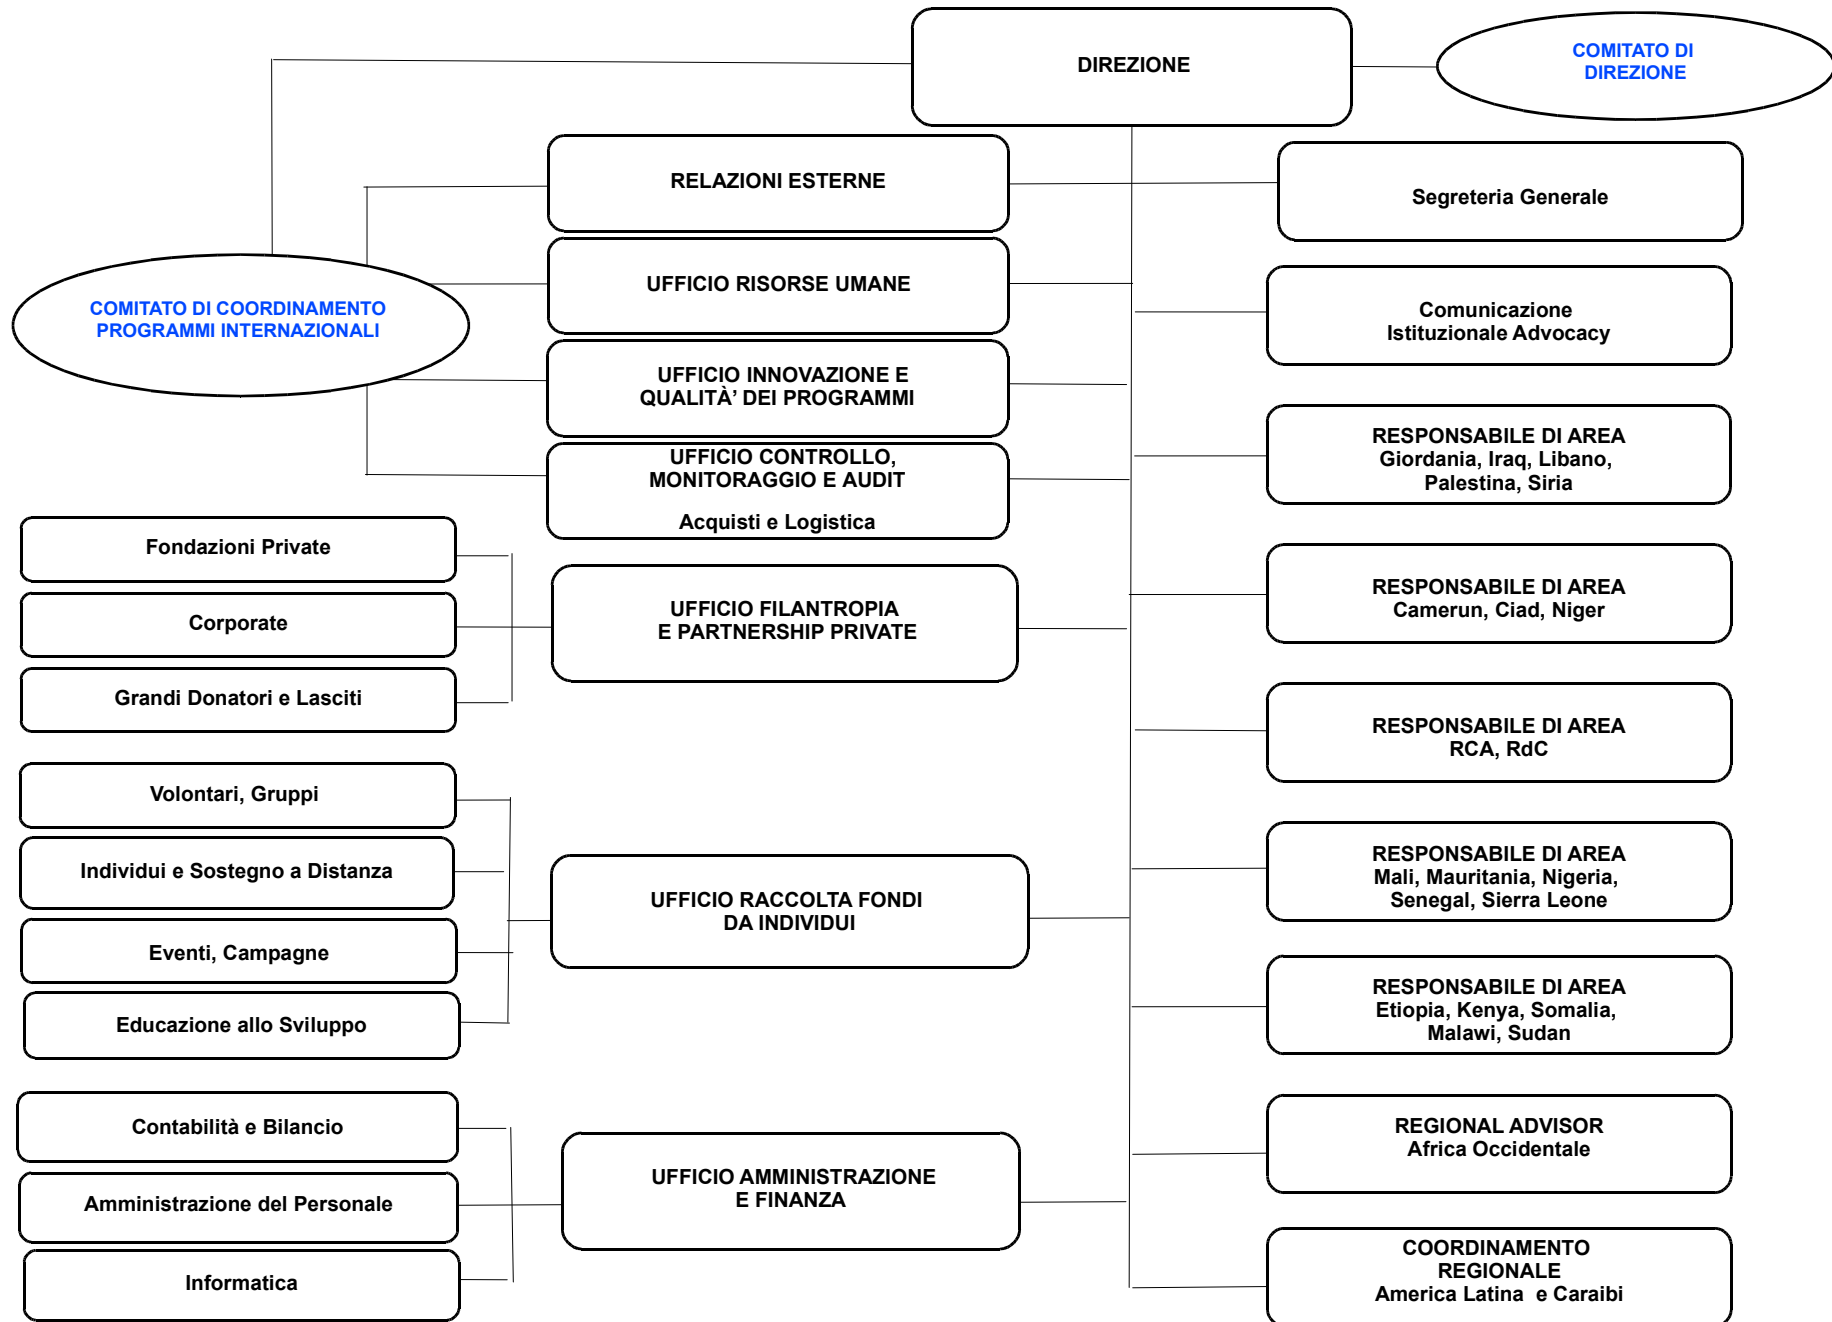 DIREZIONE
COMITATO DI
DIREZIONE
RELAZIONI ESTERNE
Segreteria Generale
UFFICIO RISORSE UMANE
COMITATO DI COORDINAMENTO
PROGRAMMI INTERNAZIONALI
Comunicazione
Istituzionale Advocacy
UFFICIO INNOVAZIONE E
QUALITÀ’ DEI PROGRAMMI
RESPONSABILE DI AREA
Giordania, Iraq, Libano,
Palestina, Siria
UFFICIO CONTROLLO,
MONITORAGGIO E AUDIT
Acquisti e Logistica
Fondazioni Private
Corporate
Grandi Donatori e Lasciti
UFFICIO FILANTROPIA
E PARTNERSHIP PRIVATE
RESPONSABILE DI AREA
Camerun, Ciad, Niger
RESPONSABILE DI AREA
RCA, RdC
Volontari, Gruppi
Individui e Sostegno a Distanza
Eventi, Campagne
Educazione allo Sviluppo
UFFICIO RACCOLTA FONDI
DA INDIVIDUI
RESPONSABILE DI AREA
Mali, Mauritania, Nigeria,
Senegal, Sierra Leone
RESPONSABILE DI AREA
Etiopia, Kenya, Somalia,
Malawi, Sudan
Contabilità e Bilancio
Amministrazione del Personale
Informatica
UFFICIO AMMINISTRAZIONE
E FINANZA
REGIONAL ADVISOR
Africa Occidentale
COORDINAMENTO
REGIONALE
America Latina  e Caraibi